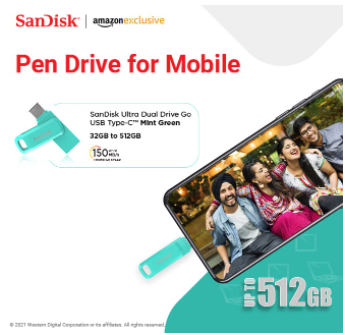 SanDisk | amazonexclusive
Pen Drive for Mobile
SanDisk Ultra Dual Drive Go
USB Type-C™ Mint Green
32GB to 512GB
150
UPTO 512GB
© 2021 Western Digital Corporation or its affiliates. All rights reserved.